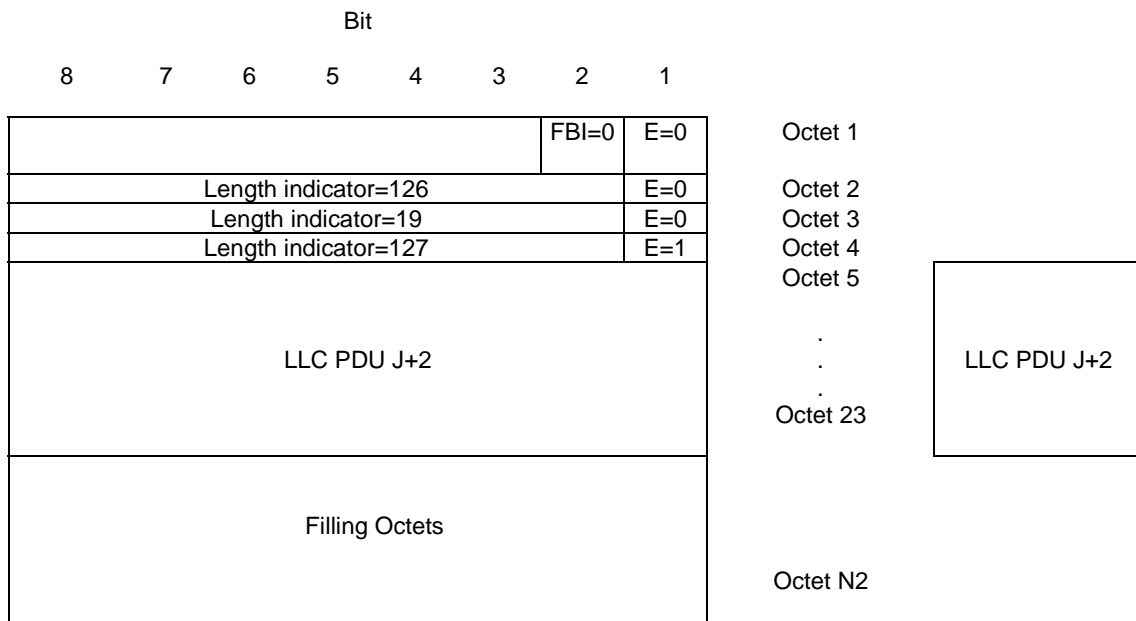 Bit
8 7 6 5 4 3 2 1
FBI=0 E=0 Octet 1
Length indicator=126 E=0 Octet 2
Length indicator=19 E=0 Octet 3
Length indicator=127 E=1 Octet 4
Octet 5
.
LLC PDU J+2 . LLC PDU J+2
.
Octet 23
Filling Octets
Octet N2